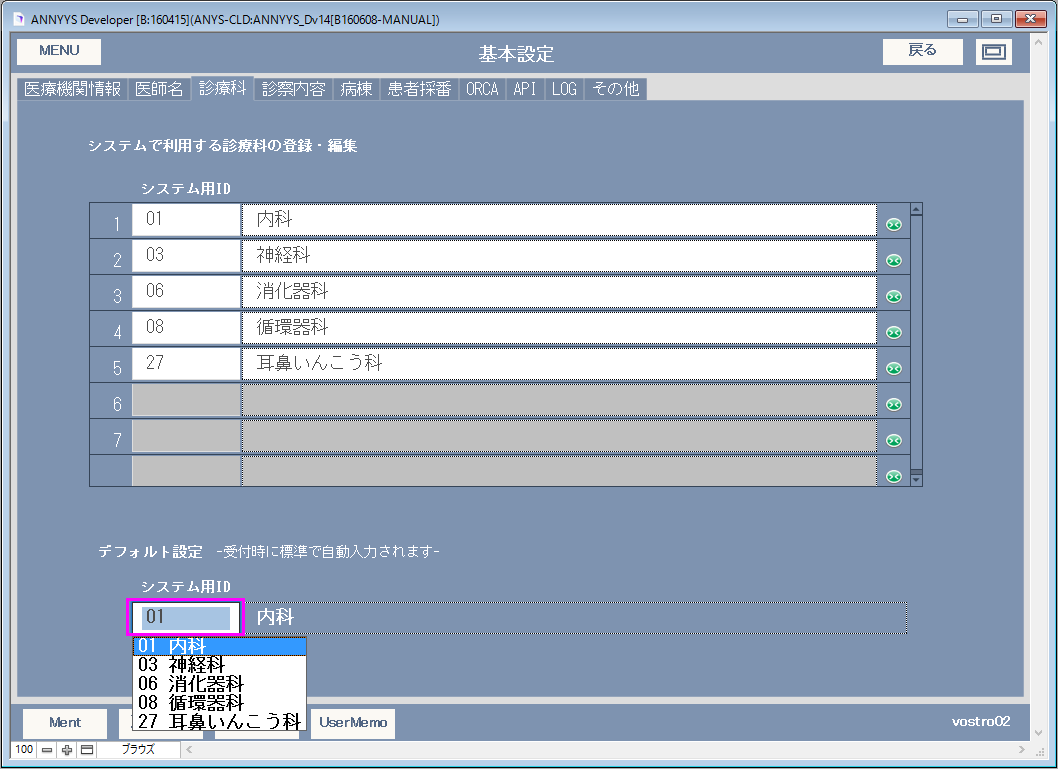 ANNYYS Developer [B:160415](ANYS-CLD:ANNYYS_Dv14[B160608-MANUAL])
MENU
基本設定
戻る
医療機関情報 医師名 診療科 診察内容 病棟 患者採番 ORCA API LOG その他
システムで利用する診療科の登録・編集
システム用ID
1 01 内科
2 03 神経科
3 06 消化器科
4 08 循環器科
5 27 耳鼻いんこう科
6
7
デフォルト設定 -受付時に標準で自動入力されます-
システム用ID
01 内科
01 内科
03 神経科
06 消化器科
08 循環器科
27 耳鼻いんこう科
Ment
UserMemo
vostro02
100
ブラウズ